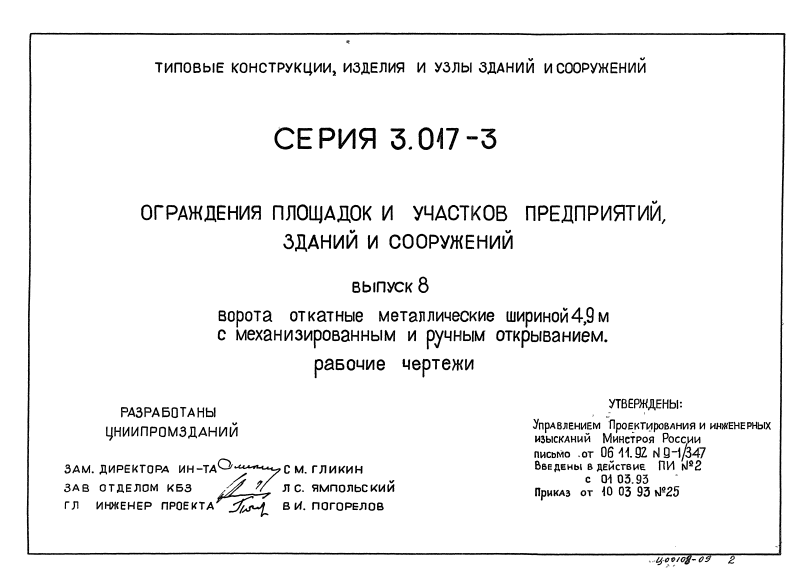 ТИПОВЫЕ КОНСТРУКЦИИ, ИЗДЕЛИЯ И УЗЛЫ ЗДАНИЙ И СООРУЖЕНИЙ
СЕРИЯ 3.017-3
ОГРАЖДЕНИЯ ПЛОЩАДОК И УЧАСТКОВ ПРЕДПРИЯТИЙ,
ЗДАНИЙ И СООРУЖЕНИЙ
ВЫПУСК 8
ворота откатные металлические шириной 4,9 м
с механизированным и ручным открыванием.
рабочие чертежи
РАЗРАБОТАНЫ
ЦНИИПРОМЗДАНИЙ
ЗАМ. ДИРЕКТОРА ИН-ТА С М. ГЛИКИН
ЗАВ ОТДЕЛОМ КБЗ Л С. ЯМПОЛЬСКИЙ
ГЛ ИНЖЕНЕР ПРОЕКТА В И. ПОГОРЕЛОВ
УТВЕРЖДЕНЫ:
Управлением Проектирования и инженерных
изысканий Минстроя России
письмо от 06 11.92 N 9-1/347
Введены в действие ПИ №2
с 01 03.93
Приказ от 10 03 93 №25
Ц00108-09 2